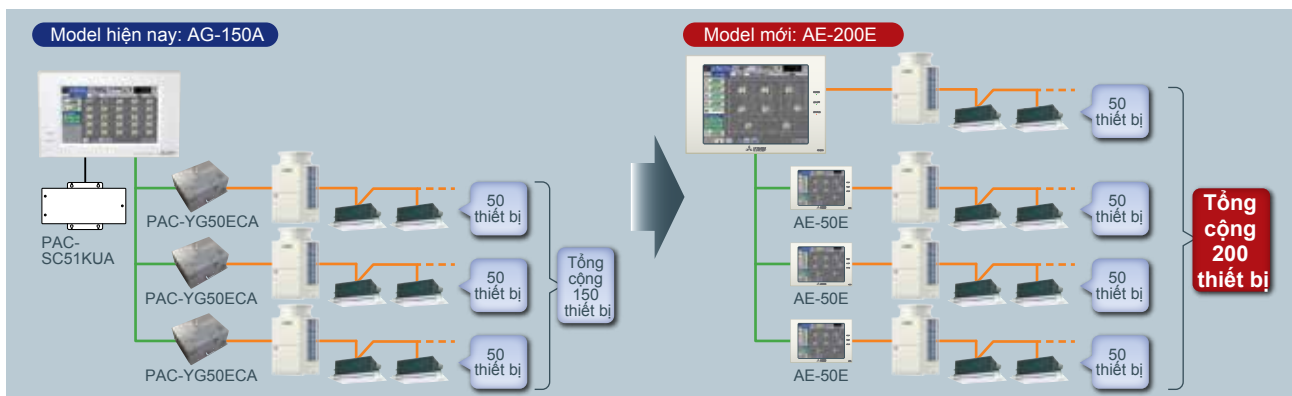 Model hiện nay: AG-150A
PAC-
SC51KUA
PAC-YG50ECA
50
thiết bị
PAC-YG50ECA
50
thiết bị
PAC-YG50ECA
50
thiết bị
Tổng
cộng
150
thiết bị
Model mới: AE-200E
50
thiết bị
AE-50E
50
thiết bị
AE-50E
50
thiết bị
AE-50E
50
thiết bị
Tổng
cộng
200
thiết bị